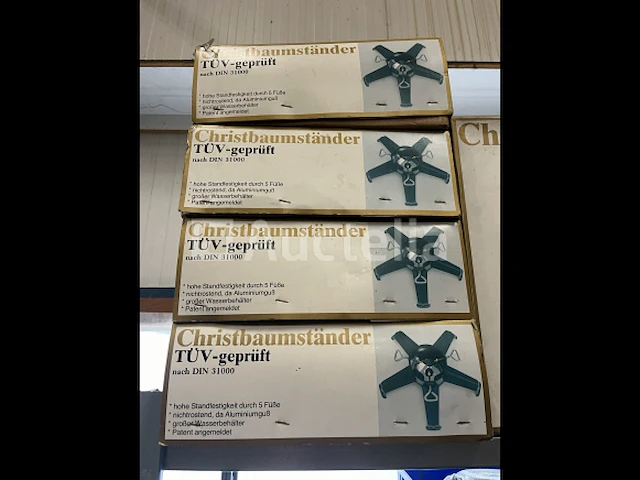 Christbaumständer
TÜV-geprüft
nach DIN 31000
* hohe Standfestigkeit durch 5 Füße
* nichtrostend, da Aluminiumguß
* großer Wasserbehälter
* Patent angemeldet
Christbaumständer
TÜV-geprüft
nach DIN 31000
* hohe Standfestigkeit durch 5 Füße
* nichtrostend, da Aluminiumguß
* großer Wasserbehälter
* Patent angemeldet
Christbaumständer
TÜV-geprüft
nach DIN 31000
* hohe Standfestigkeit durch 5 Füße
* nichtrostend, da Aluminiumguß
* großer Wasserbehälter
* Patent angemeldet
Christbaumständer
TÜV-geprüft
nach DIN 31000
* hohe Standfestigkeit durch 5 Füße
* nichtrostend, da Aluminiumguß
* großer Wasserbehälter
* Patent angemeldet
Ch
Auctelia